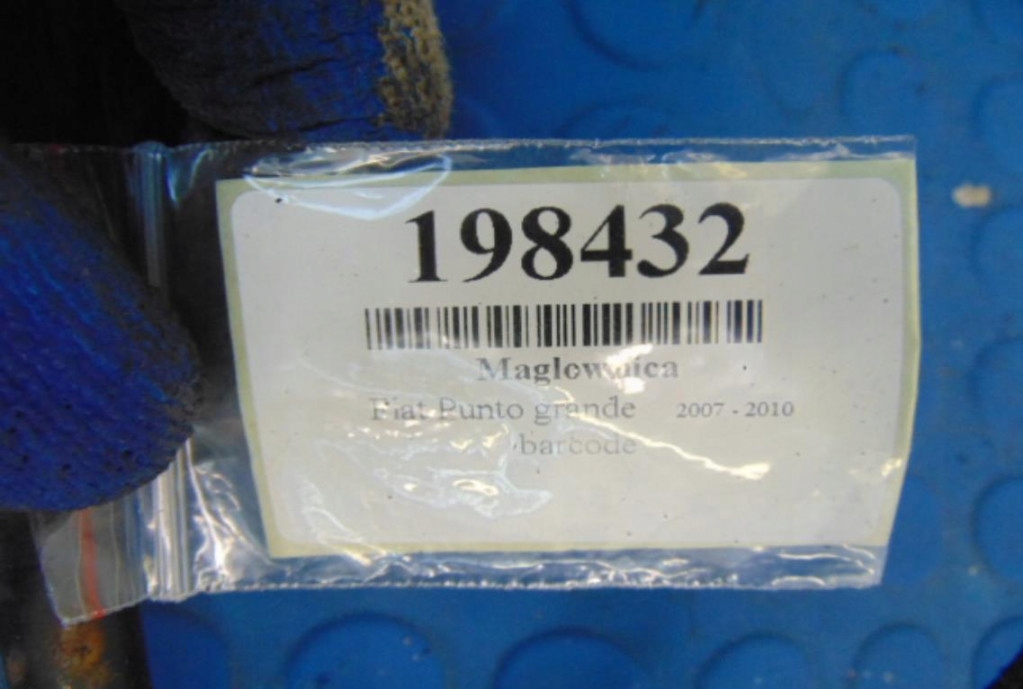 198432
Maglownica
Fiat Punto grande 2007 - 2010
barcode